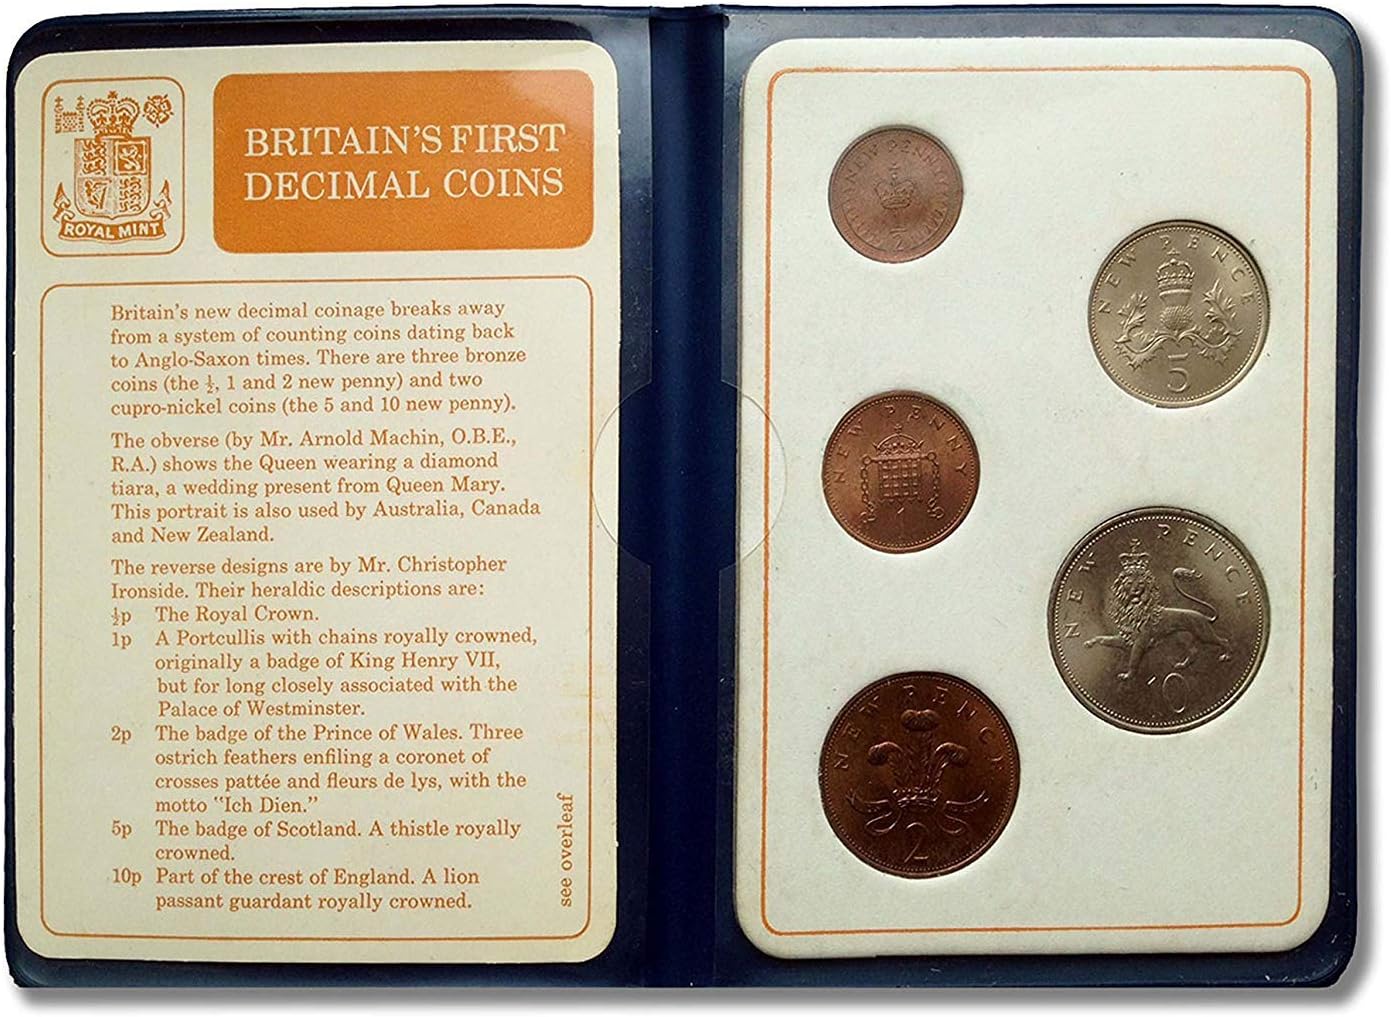 ROYAL MINT
BRITAIN'S FIRST
DECIMAL COINS
Britain's new decimal coinage breaks away
from a system of counting coins dating back
to Anglo-Saxon times. There are three bronze
coins (the ½, 1 and 2 new penny) and two
cupro-nickel coins (the 5 and 10 new penny).
The obverse (by Mr. Arnold Machin, O.B.E.,
R.A.) shows the Queen wearing a diamond
tiara, a wedding present from Queen Mary.
This portrait is also used by Australia, Canada
and New Zealand.
The reverse designs are by Mr. Christopher
Ironside. Their heraldic descriptions are:
½p The Royal Crown.
1p A Portcullis with chains royally crowned,
originally a badge of King Henry VII,
but for long closely associated with the
Palace of Westminster.
2p The badge of the Prince of Wales. Three
ostrich feathers enfiling a coronet of
crosses pattée and fleurs de lys, with the
motto "Ich Dien."
5p The badge of Scotland. A thistle royally
crowned.
10p Part of the crest of England. A lion
passant guardant royally crowned.
see overleaf
NEW PENNY
½
NEW PENCE
5
NEW PENNY
1
NEW PENCE
10
NEW PENCE
2